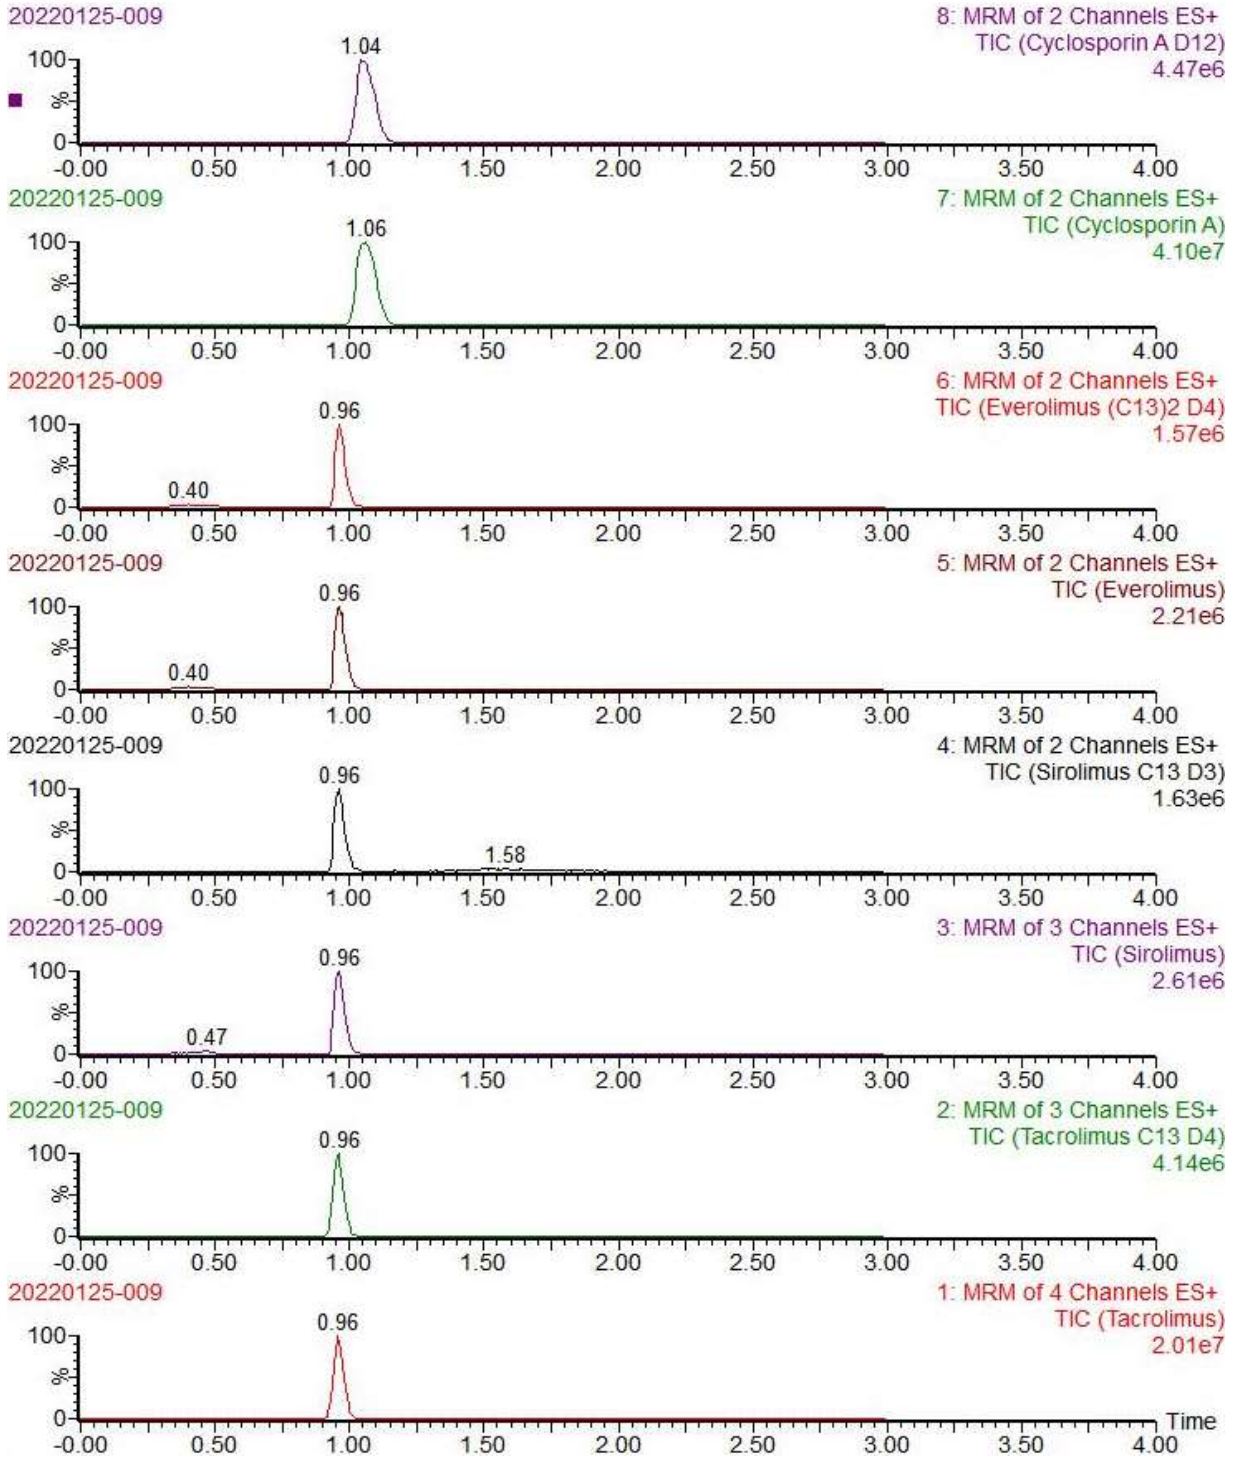 20220125-009
8: MRM of 2 Channels ES+
TIC (Cyclosporin A D12)
4.47e6
1.04
100
%
0
-0.00 0.50 1.00 1.50 2.00 2.50 3.00 3.50 4.00
20220125-009
7: MRM of 2 Channels ES+
TIC (Cyclosporin A)
4.10e7
1.06
100
%
0
-0.00 0.50 1.00 1.50 2.00 2.50 3.00 3.50 4.00
20220125-009
6: MRM of 2 Channels ES+
TIC (Everolimus (C13)2 D4)
1.57e6
0.96
100
%
0.40
0
-0.00 0.50 1.00 1.50 2.00 2.50 3.00 3.50 4.00
20220125-009
5: MRM of 2 Channels ES+
TIC (Everolimus)
2.21e6
0.96
100
%
0.40
0
-0.00 0.50 1.00 1.50 2.00 2.50 3.00 3.50 4.00
20220125-009
4: MRM of 2 Channels ES+
TIC (Sirolimus C13 D3)
1.63e6
0.96
100
%
1.58
0
-0.00 0.50 1.00 1.50 2.00 2.50 3.00 3.50 4.00
20220125-009
3: MRM of 3 Channels ES+
TIC (Sirolimus)
2.61e6
0.96
100
%
0.47
0
-0.00 0.50 1.00 1.50 2.00 2.50 3.00 3.50 4.00
20220125-009
2: MRM of 3 Channels ES+
TIC (Tacrolimus C13 D4)
4.14e6
0.96
100
%
0
-0.00 0.50 1.00 1.50 2.00 2.50 3.00 3.50 4.00
20220125-009
1: MRM of 4 Channels ES+
TIC (Tacrolimus)
2.01e7
0.96
100
%
0
Time
-0.00 0.50 1.00 1.50 2.00 2.50 3.00 3.50 4.00